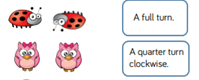 A full turn.
A quarter turn
clockwise.